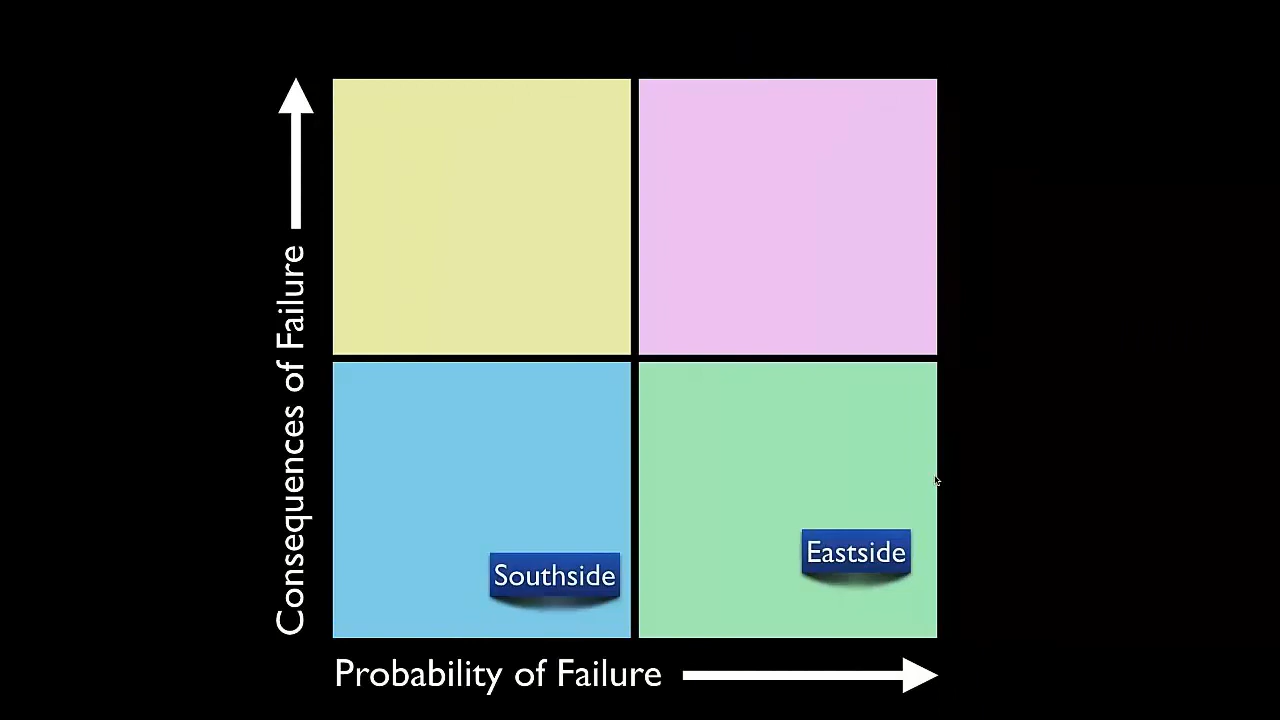 Consequences of Failure
Southside
Eastside
Probability of Failure